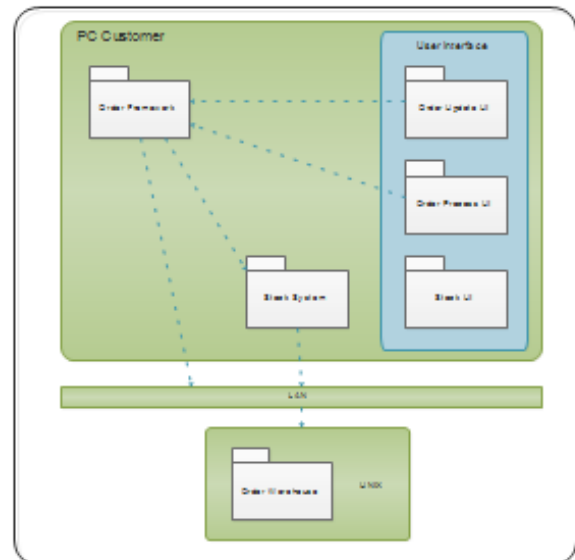 PC Customer
User Interface
Order Framework
Order Update UI
Order Process UI
Stock System
Stock UI
LAN
Order Warehouse
UNIX